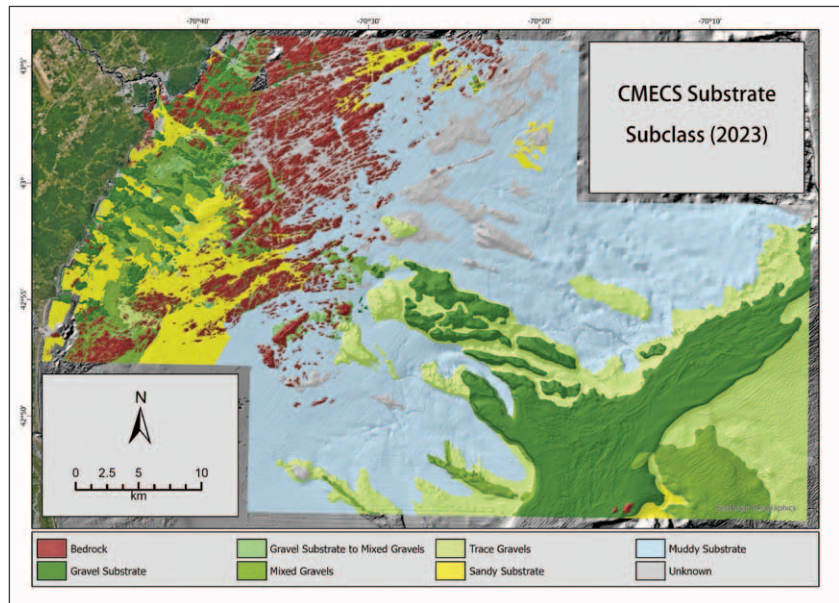 -70°40' -70°30' -70°20' -70°10'
CMECS Substrate
Subclass (2023)
43°5'
43°
42°55'
42°50'
N
0 2.5 5 10
km
Bedrock Gravel Substrate to Mixed Gravels Trace Gravels Muddy Substrate
Gravel Substrate Mixed Gravels Sandy Substrate Unknown